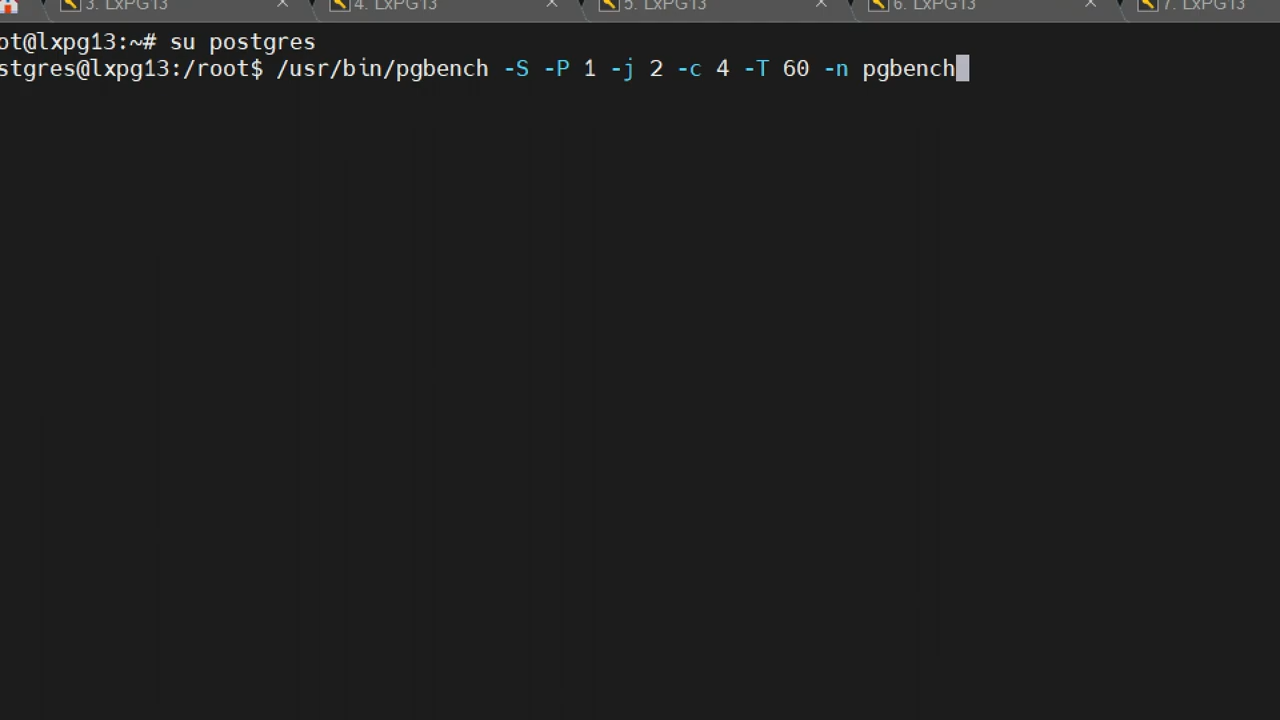 3. LxPG13
4. LxPG13
5. LxPG13
6. LxPG13
7. LxPG13
ot@lxpg13:~# su postgres
stgres@lxpg13:/root$ /usr/bin/pgbench -S -P 1 -j 2 -c 4 -T 60 -n pgbench